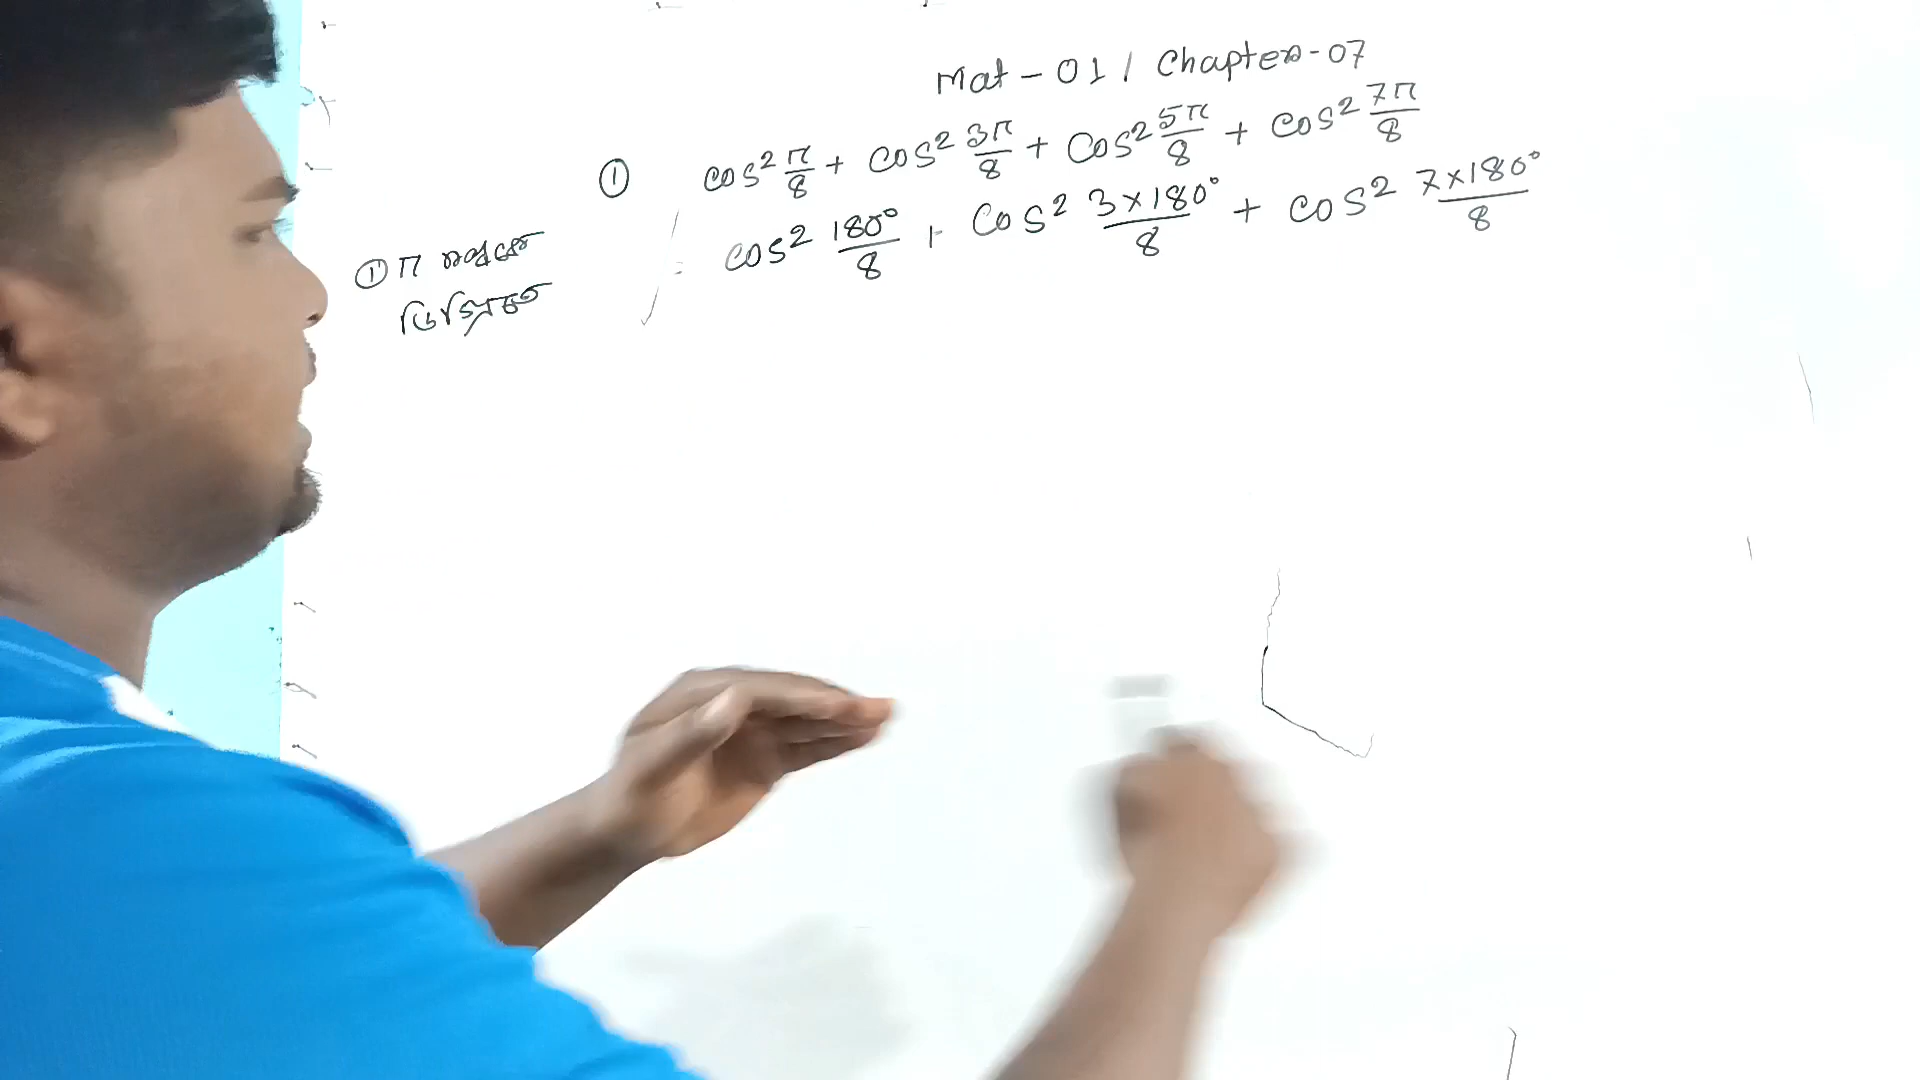 Mat - 01 / Chapter - 07
① cos² π/8 + cos² 3π/8 + cos² 5π/8 + cos² 7π/8
= cos² 180°/8 + cos² 3×180°/8 + cos² 7×180°/8
① π